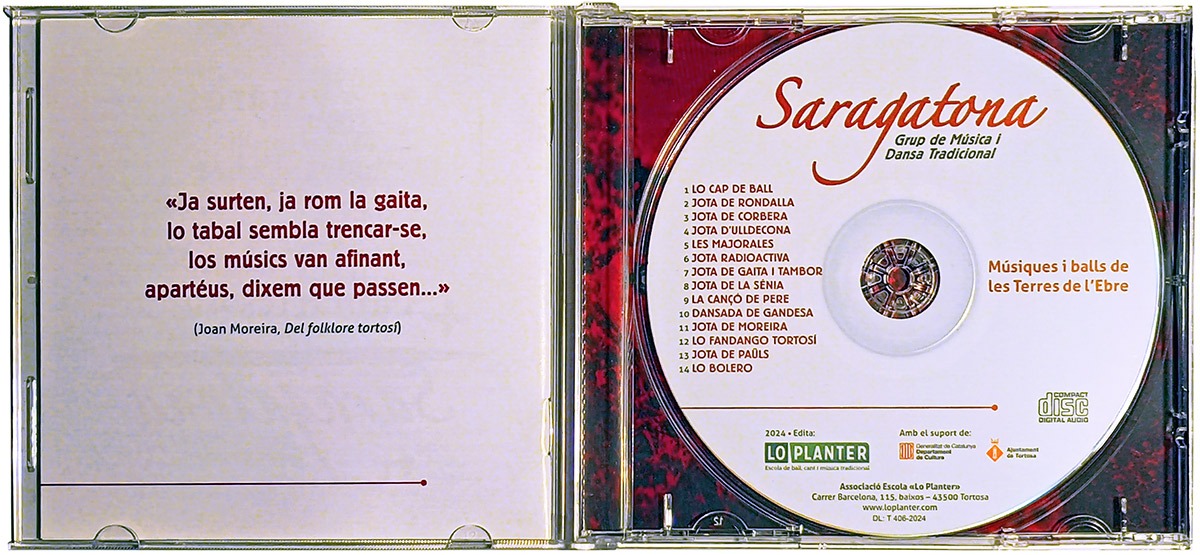 «Ja surten, ja rom la gaita,
lo tabal sembla trencar-se,
los músics van afinant,
apartéus, dixem que passen...»
(Joan Moreira, Del folklore tortosí)
Saragatona
Grup de Música i
Dansa Tradicional
1 LO CAP DE BALL
2 JOTA DE RONDALLA
3 JOTA DE CORBERA
4 JOTA D'ULLDECONA
5 LES MAJORALES
6 JOTA RADIOACTIVA
7 JOTA DE GAITA I TAMBOR
8 JOTA DE LA SÉNIA
9 LA CANÇÓ DE PERE
10 DANSADA DE GANDESA
11 JOTA DE MOREIRA
12 LO FANDANGO TORTOSÍ
13 JOTA DE PAÜLS
14 LO BOLERO
Músiques i balls de
les Terres de l'Ebre
COMPACT
disc
DIGITAL AUDIO
2024 • Edita:
LO PLANTER
Escola de ball, cant i música tradicional
Amb el suport de:
Generalitat de Catalunya
Departament
de Cultura
Ajuntament
de Tortosa
Associació Escola «Lo Planter»
Carrer Barcelona, 115, baixos – 43500 Tortosa
www.loplanter.com
DL: T 406-2024
12